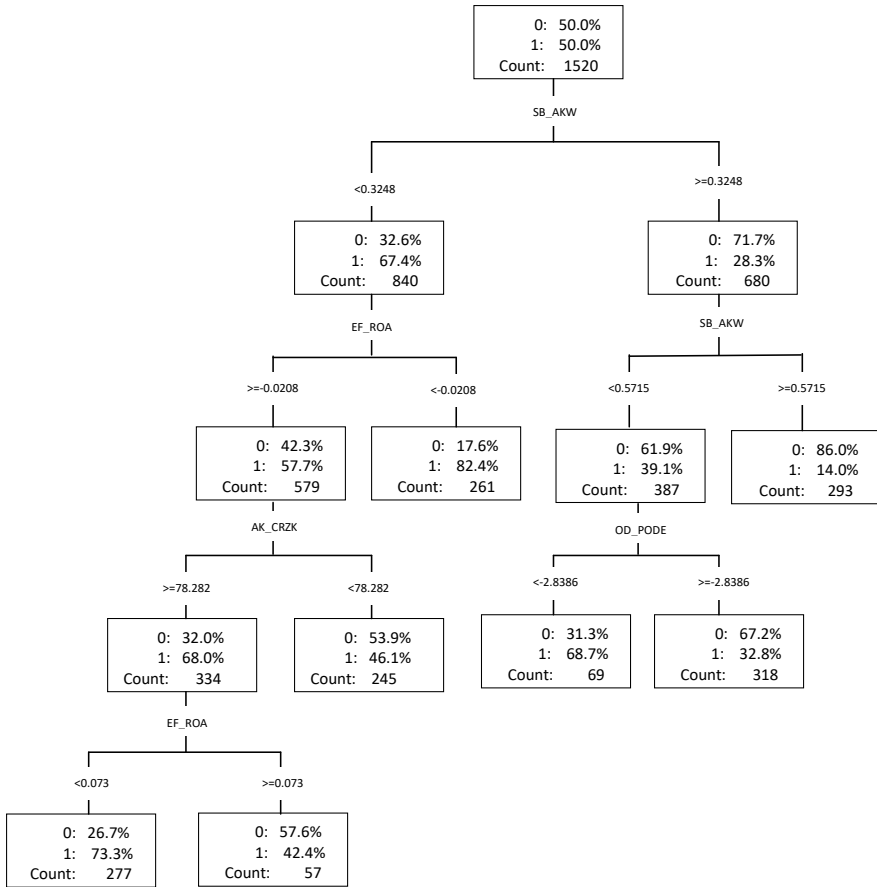 0: 50.0%
1: 50.0%
Count: 1520
SB_AKW
<0.3248
>=0.3248
0: 32.6%
1: 67.4%
Count: 840
0: 71.7%
1: 28.3%
Count: 680
EF_ROA
SB_AKW
>=-0.0208
<-0.0208
<0.5715
>=0.5715
0: 42.3%
1: 57.7%
Count: 579
0: 17.6%
1: 82.4%
Count: 261
0: 61.9%
1: 39.1%
Count: 387
0: 86.0%
1: 14.0%
Count: 293
AK_CRZK
OD_PODE
>=78.282
<78.282
<-2.8386
>=-2.8386
0: 32.0%
1: 68.0%
Count: 334
0: 53.9%
1: 46.1%
Count: 245
0: 31.3%
1: 68.7%
Count: 69
0: 67.2%
1: 32.8%
Count: 318
EF_ROA
<0.073
>=0.073
0: 26.7%
1: 73.3%
Count: 277
0: 57.6%
1: 42.4%
Count: 57